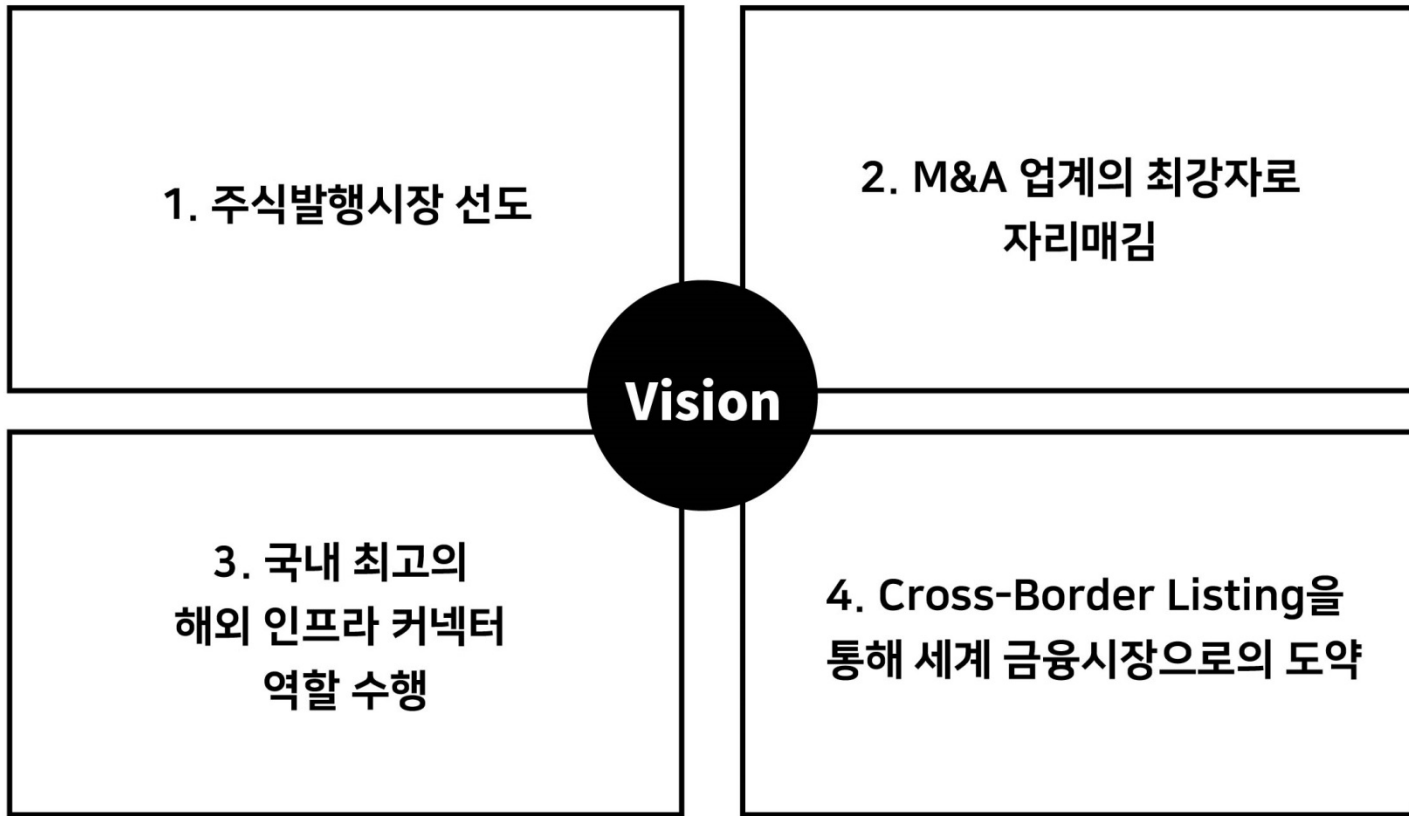 1. 주식발행시장 선도
2. M&A 업계의 최강자로
자리매김
Vision
3. 국내 최고의
해외 인프라 커넥터
역할 수행
4. Cross-Border Listing을
통해 세계 금융시장으로의 도약